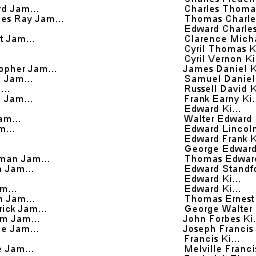 rd Jam... Charles Thoma
les Ray Jam... Thomas Charle
Edward Charles
t Jam... Clarence Mich
Cyril Thomas K
Cyril Vernon Ki
opher Jam... James Daniel K
Jam... Samuel Daniel
... Russell David K
Jam... Frank Earny Ki.
Edward Ki...
am... Walter Edward
m... Edward Lincoln
Edward Frank K
George Edward
man Jam... Thomas Edward
n Jam... Edward Standfo
Edward Ki...
m... Edward Ki...
n Jam... Thomas Ernest
rick Jam... George Walter
m Jam... John Forbes Ki.
e Jam... Joseph Francis
Francis Ki...
e Jam... Melville Francis